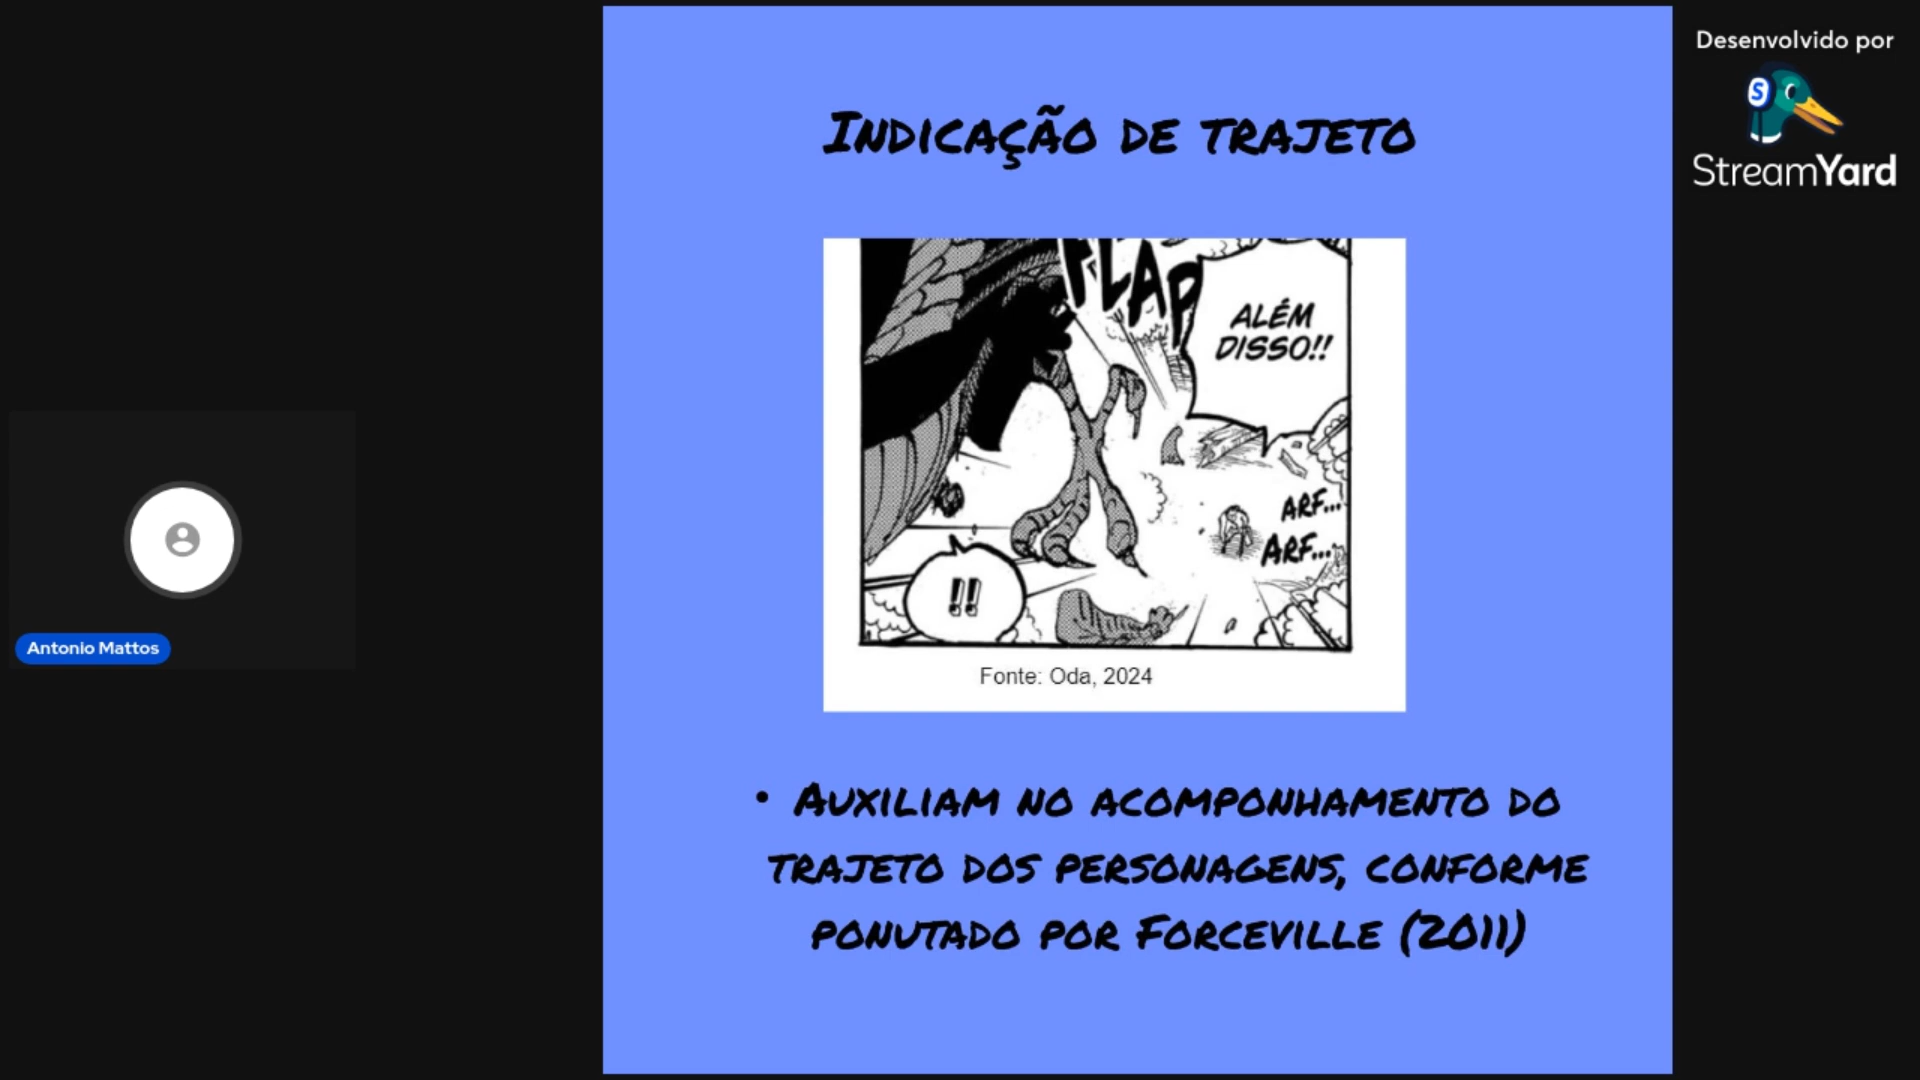 Desenvolvido por
StreamYard
Indicação de trajeto
FLAP
ALÉM
DISSO!!
ARF...
ARF...
!!
Fonte: Oda, 2024
• Auxiliam no acomponhamento do
trajeto dos personagens, conforme
ponutado por Forceville (2011)
Antonio Mattos